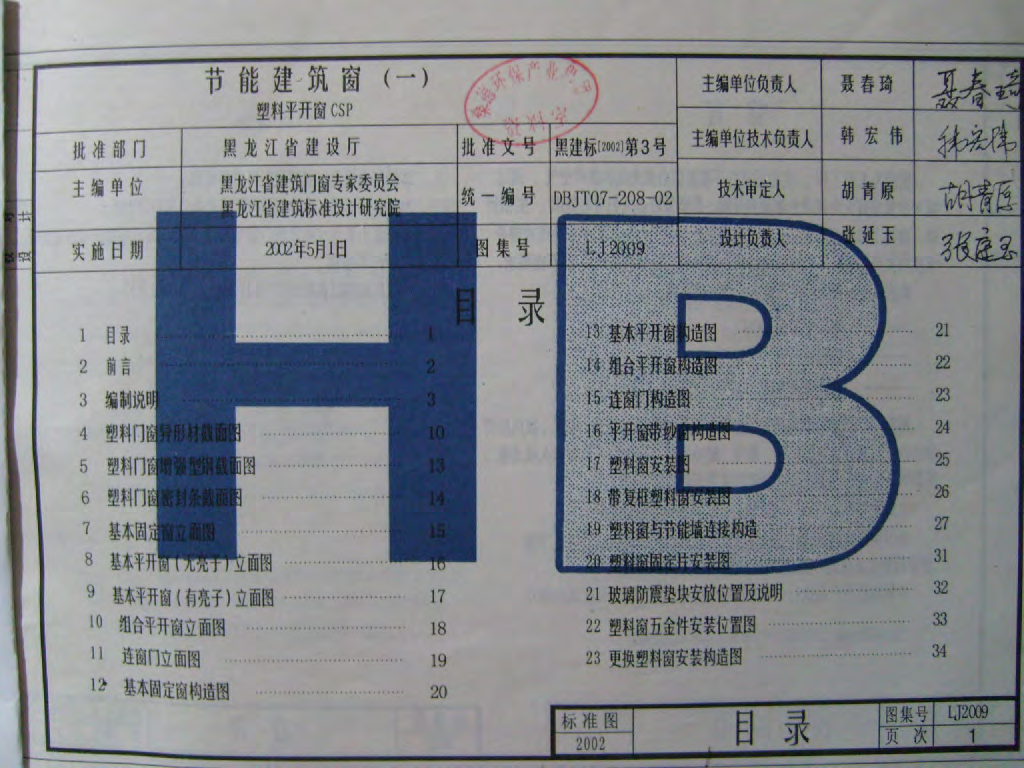 节能建筑窗(一)
塑料平开窗CSP
批准部门 黑龙江省建设厅 批准文号 黑建标[2002]第3号
主编单位 黑龙江省建筑门窗专家委员会
黑龙江省建筑标准设计研究院
统一编号 DBJT07-208-02
实施日期 2002年5月1日 图集号 LJ2009
主编单位负责人 聂春琦 聂春琦
主编单位技术负责人 韩宏伟 韩宏伟
技术审定人 胡青原 胡青原
设计负责人 张延玉 张延玉
HB
目 录
1 目录 1
2 前言 2
3 编制说明 3
4 塑料门窗异形材截面图 10
5 塑料门窗增强型钢截面图 13
6 塑料门窗密封条截面图 14
7 基本固定窗立面图 15
8 基本平开窗(无亮子)立面图 16
9 基本平开窗(有亮子)立面图 17
10 组合平开窗立面图 18
11 连窗门立面图 19
12 基本固定窗构造图 20
13 基本平开窗构造图 21
14 组合平开窗构造图 22
15 连窗门构造图 23
16 平开窗带纱窗构造图 24
17 塑料窗安装图 25
18 带复框塑料窗安装图 26
19 塑料窗与节能墙连接构造 27
20 塑料窗固定片安装图 31
21 玻璃防震垫块安放位置及说明 32
22 塑料窗五金件安装位置图 33
23 更换塑料窗安装构造图 34
标准图
2002
目 录
图集号 LJ2009
页次 1